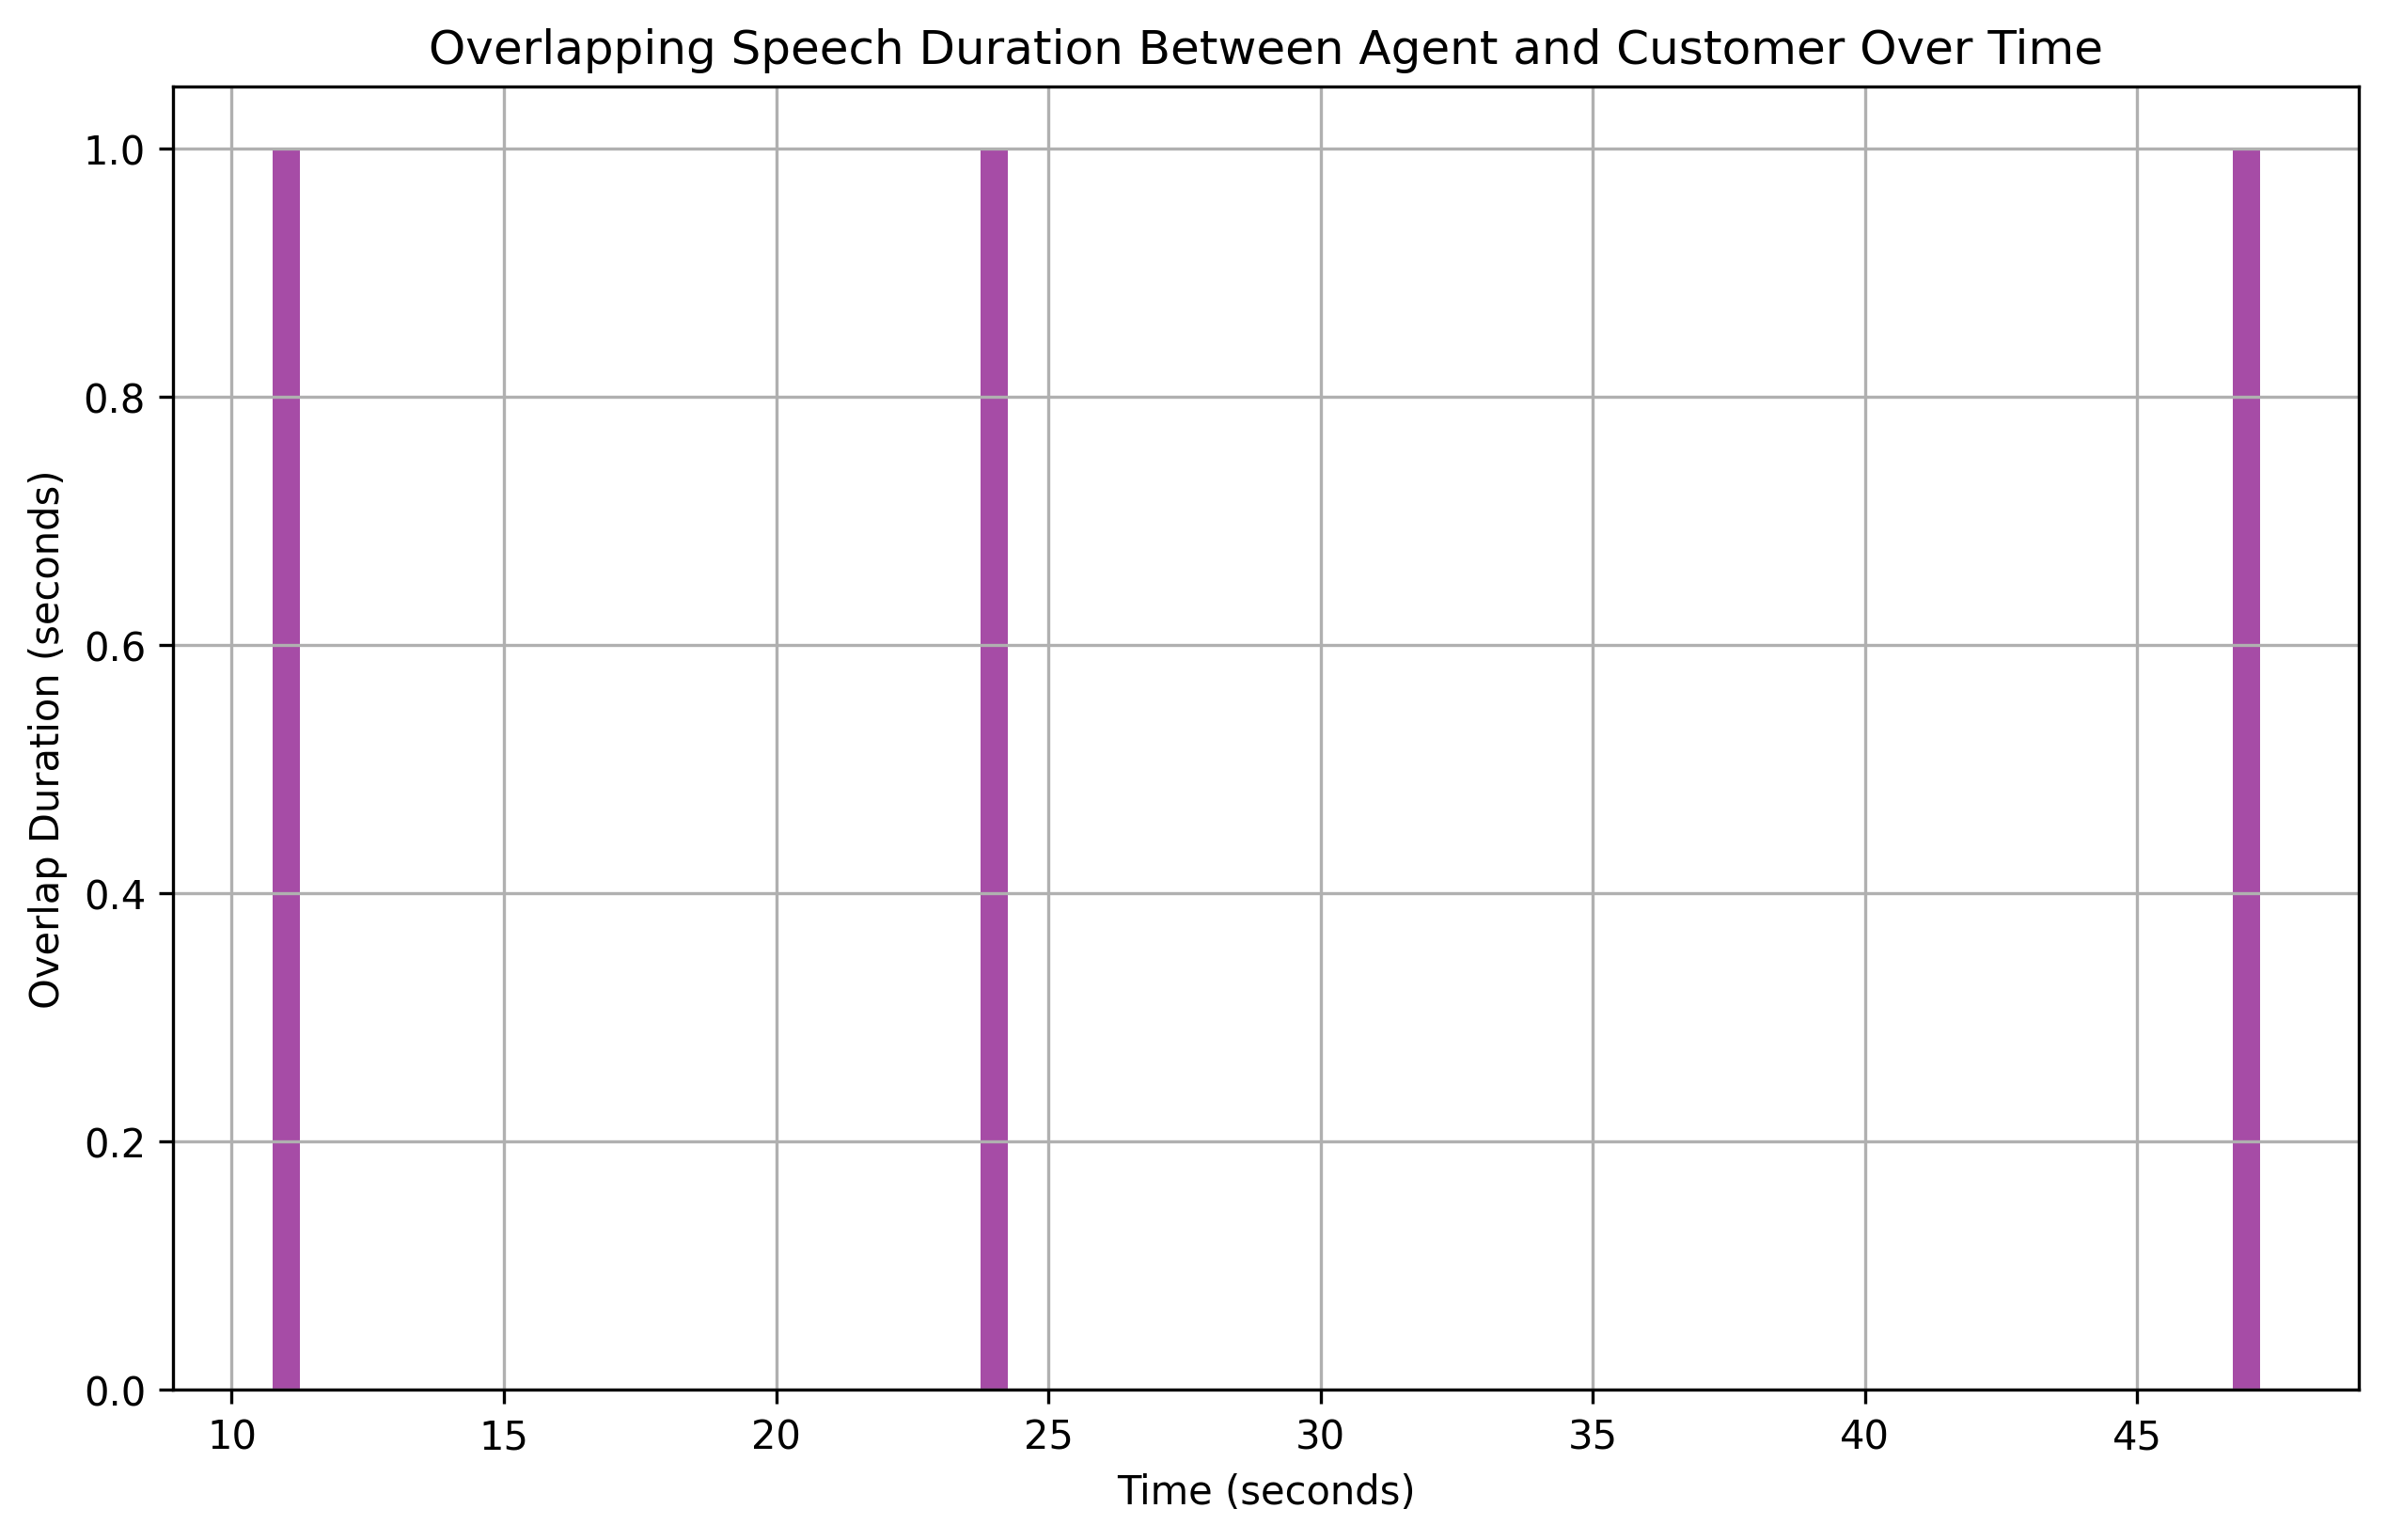 Overlapping Speech Duration Between Agent and Customer Over Time
1.0
0.8
0.6
0.4
0.2
0.0
Overlap Duration (seconds)
10 15 20 25 30 35 40 45
Time (seconds)